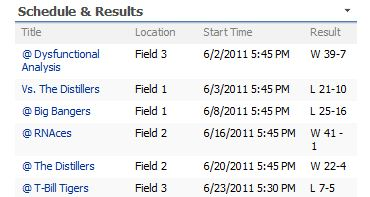 Schedule & Results
Title Location Start Time Result
@ Dysfunctional Analysis Field 3 6/2/2011 5:45 PM W 39-7
Vs. The Distillers Field 1 6/3/2011 5:45 PM L 21-10
@ Big Bangers Field 1 6/8/2011 5:45 PM L 25-16
@ RNAces Field 2 6/16/2011 5:45 PM W 41 - 1
@ The Distillers Field 2 6/20/2011 5:45 PM W 22-4
@ T-Bill Tigers Field 3 6/23/2011 5:30 PM L 7-5